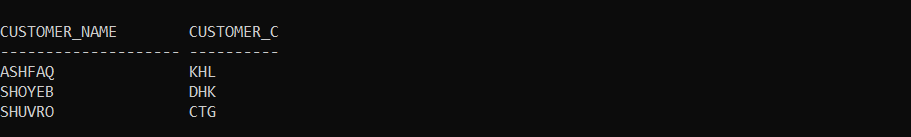 CUSTOMER_NAME        CUSTOMER_C
-------------------- ----------
ASHFAQ               KHL
SHOYEB               DHK
SHUVRO               CTG